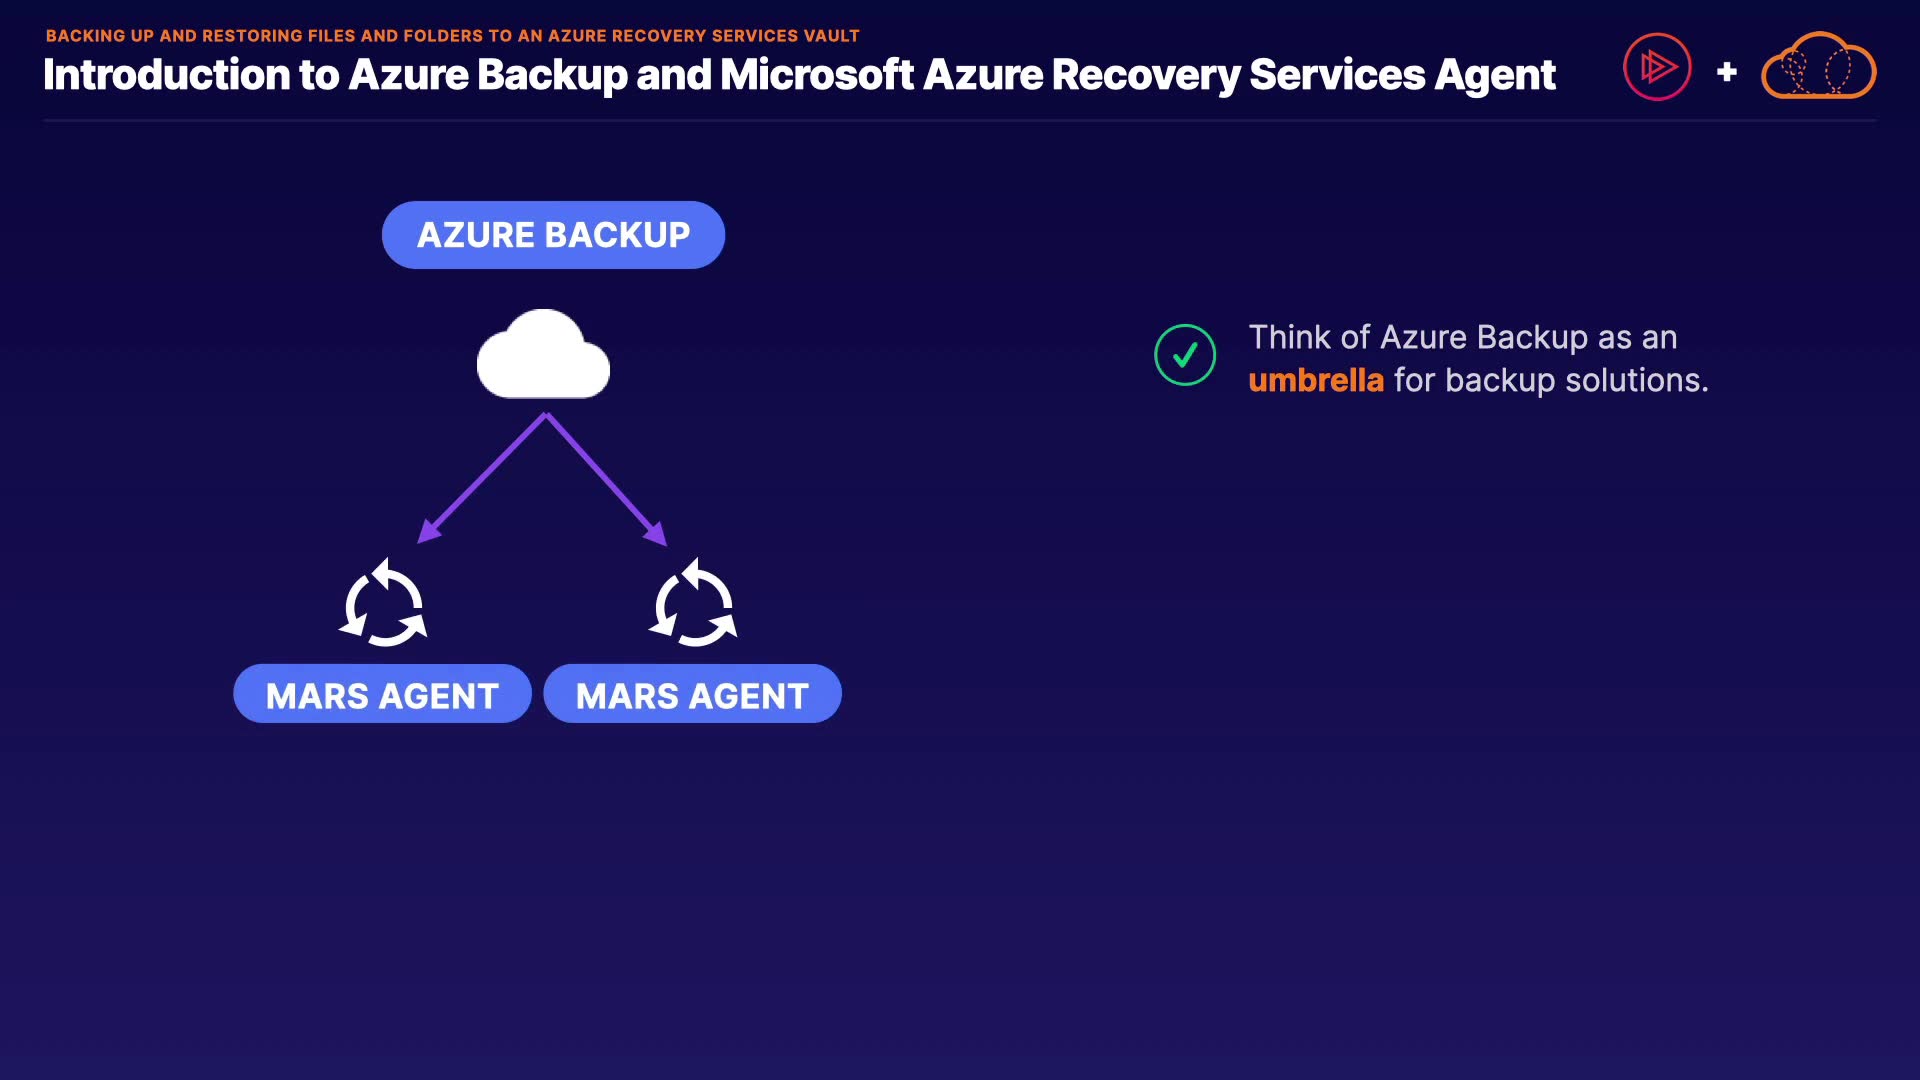 BACKING UP AND RESTORING FILES AND FOLDERS TO AN AZURE RECOVERY SERVICES VAULT
Introduction to Azure Backup and Microsoft Azure Recovery Services Agent
AZURE BACKUP
Think of Azure Backup as an
umbrella for backup solutions.
MARS AGENT
MARS AGENT